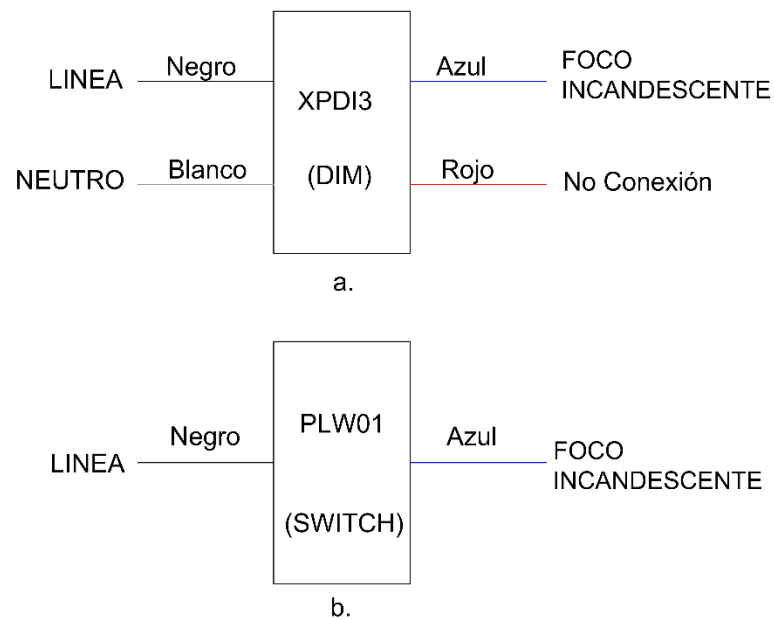 LINEA
Negro
XPDI3
(DIM)
Azul
FOCO
INCANDESCENTE
NEUTRO
Blanco
Rojo
No Conexión
a.
LINEA
Negro
PLW01
(SWITCH)
Azul
FOCO
INCANDESCENTE
b.